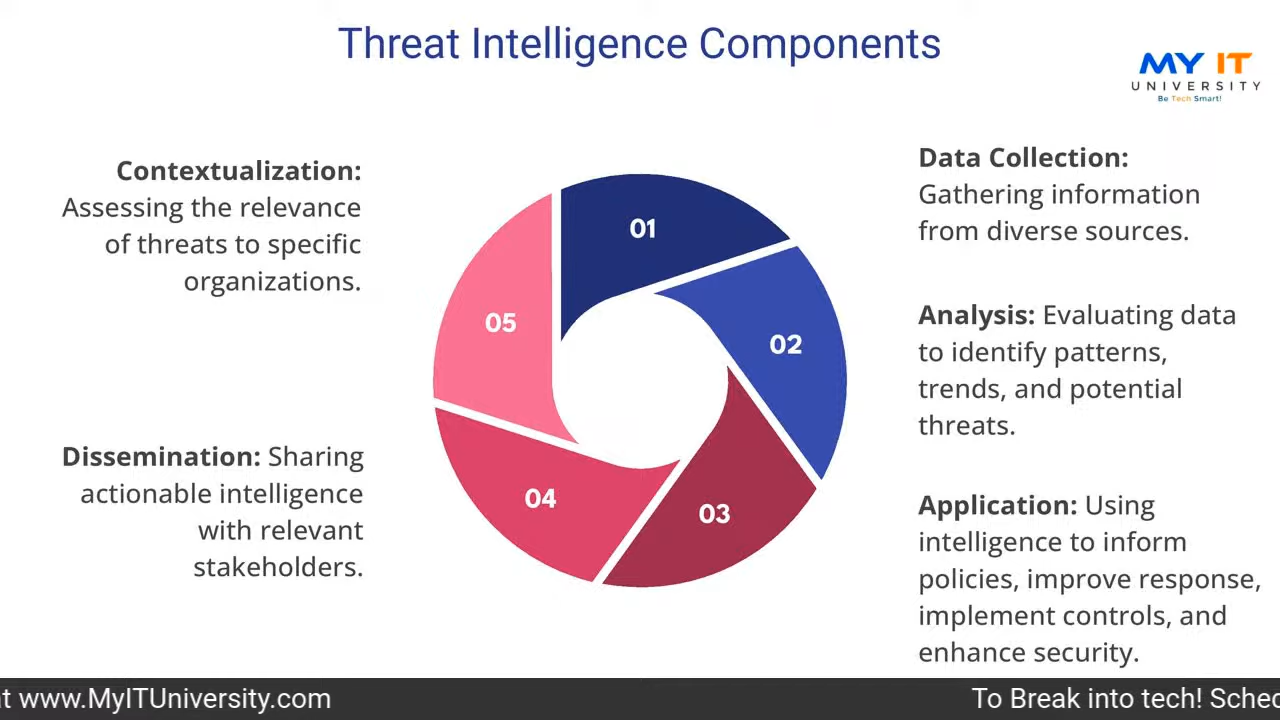 Threat Intelligence Components
MY IT
UNIVERSITY
Be Tech Smart!
Contextualization:
Assessing the relevance
of threats to specific
organizations.
Dissemination: Sharing
actionable intelligence
with relevant
stakeholders.
01
02
03
04
05
Data Collection:
Gathering information
from diverse sources.
Analysis: Evaluating data
to identify patterns,
trends, and potential
threats.
Application: Using
intelligence to inform
policies, improve response,
implement controls, and
enhance security.
at www.MyITUniversity.com
To Break into tech! Sched